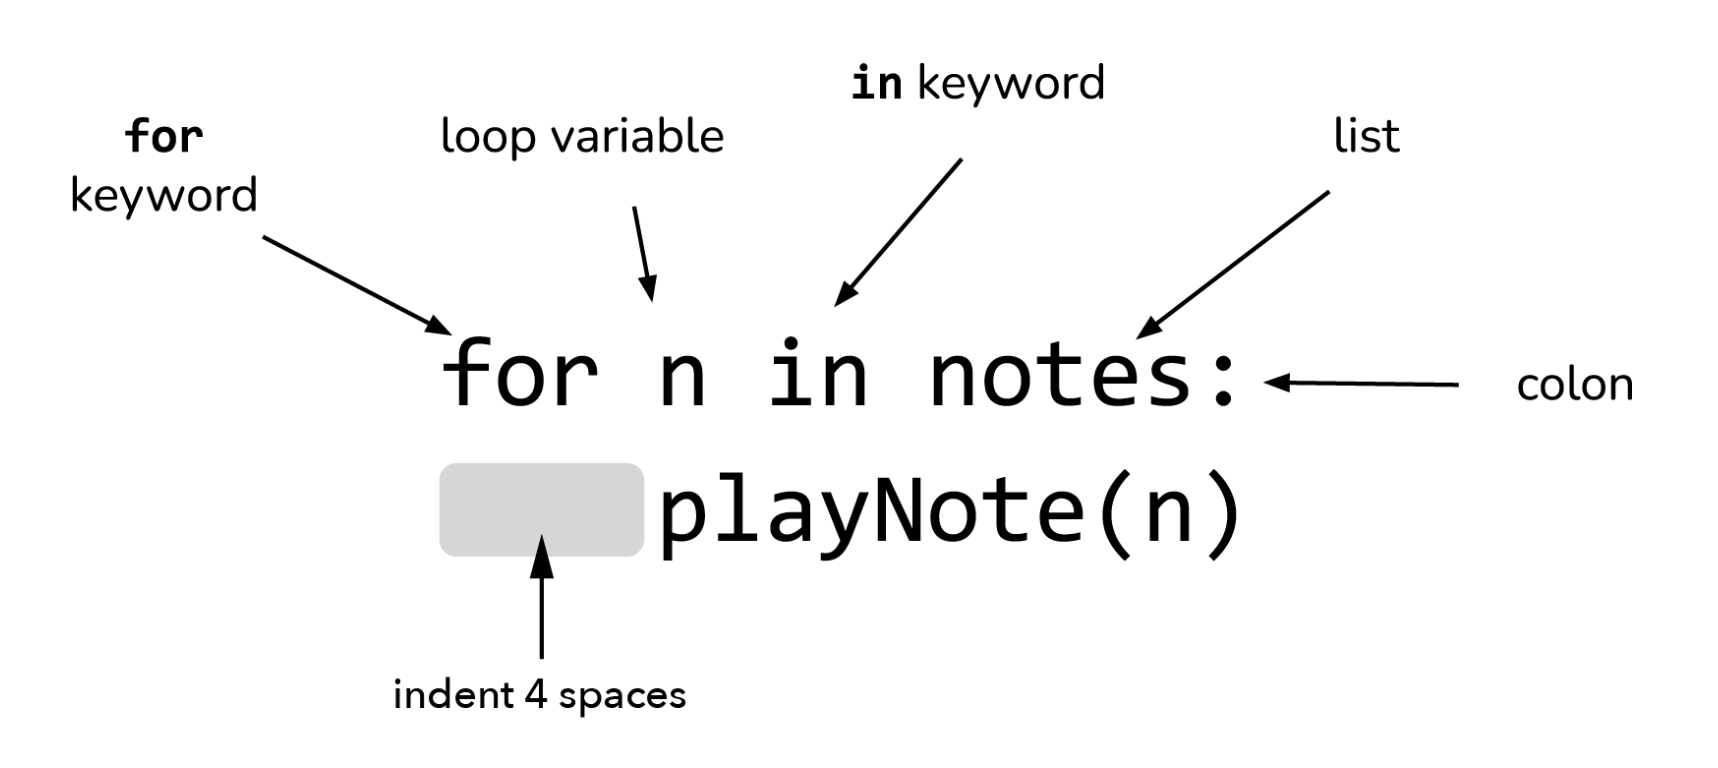 in keyword
for
keyword
loop variable
list
for n in notes:
colon
playNote(n)
indent 4 spaces